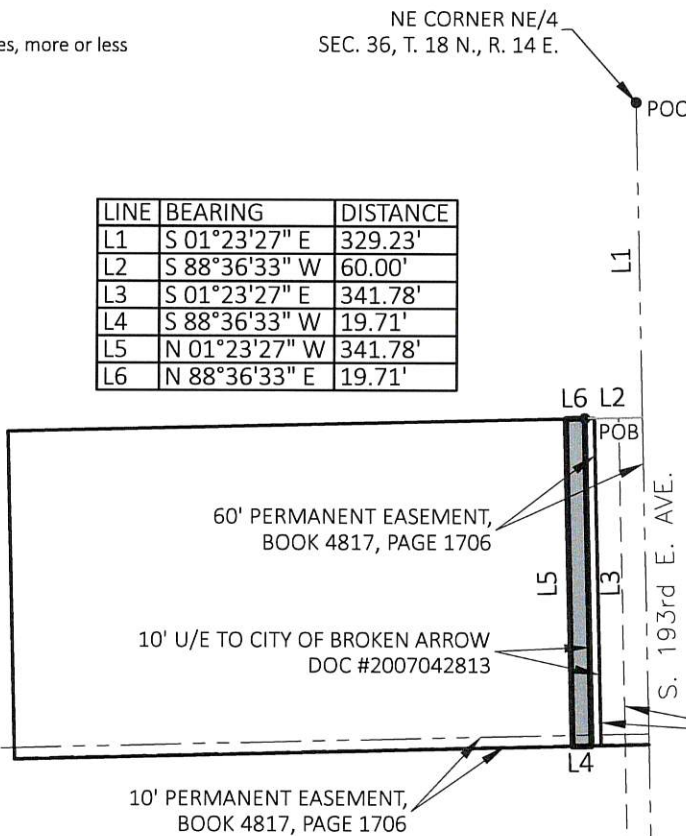 NE CORNER NE/4
SEC. 36, T. 18 N., R. 14 E.
es, more or less
POC
L1
LINE BEARING DISTANCE
L1 S 01°23'27" E 329.23'
L2 S 88°36'33" W 60.00'
L3 S 01°23'27" E 341.78'
L4 S 88°36'33" W 19.71'
L5 N 01°23'27" W 341.78'
L6 N 88°36'33" E 19.71'
L6 L2
POB
60' PERMANENT EASEMENT,
BOOK 4817, PAGE 1706
L5
L3
S. 193rd E. AVE.
10' U/E TO CITY OF BROKEN ARROW
DOC #2007042813
L4
10' PERMANENT EASEMENT,
BOOK 4817, PAGE 1706